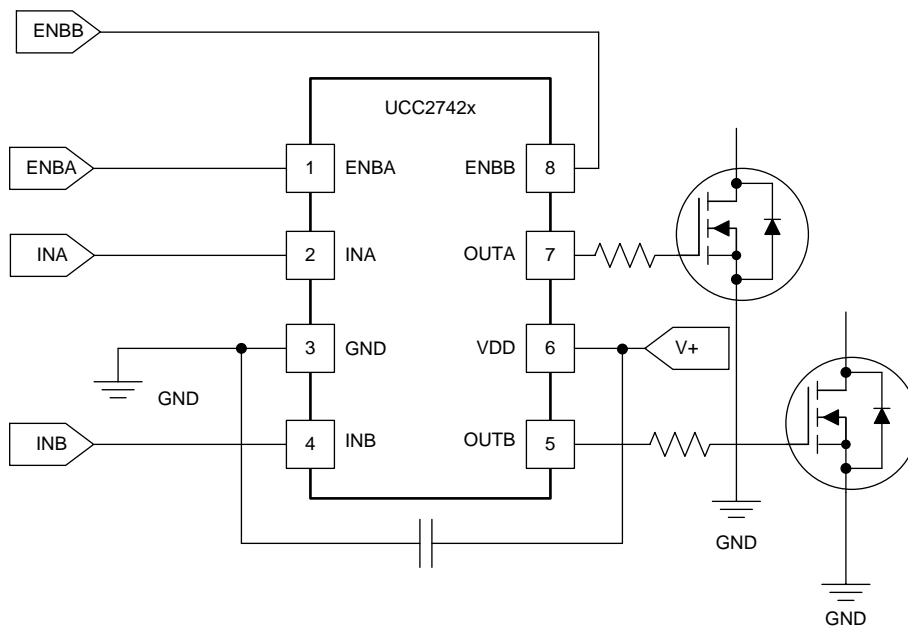 ENBB
UCC2742x
ENBA
1
ENBA
ENBB
8
INA
2
INA
OUTA
7
3
GND
VDD
6
V+
GND
INB
4
INB
OUTB
5
GND
GND